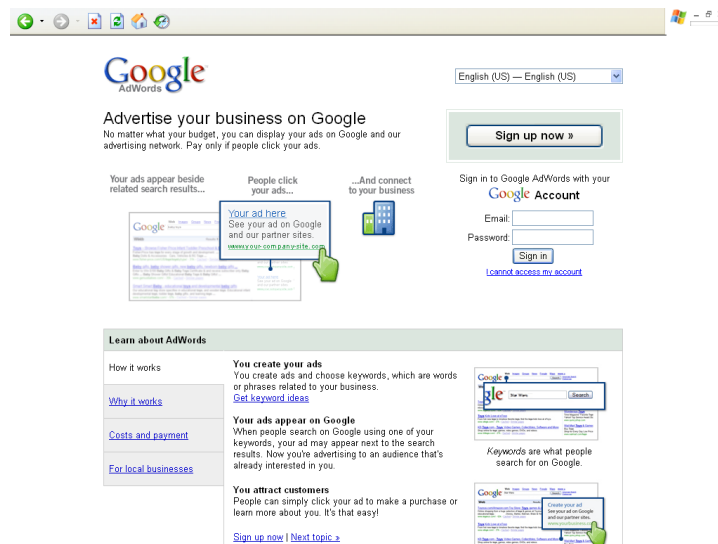 Google
AdWords
English (US) — English (US)
Advertise your business on Google
No matter what your budget, you can display your ads on Google and our
advertising network. Pay only if people click your ads.
Sign up now »
Your ads appear beside
related search results...
People click
your ads...
...And connect
to your business
Google
Your ad here
See your ad on Google
and our partner sites.
www.your-company-site.com
Sign in to Google AdWords with your
Google Account
Email:
Password:
Sign in
I cannot access my account
Learn about AdWords
How it works
Why it works
Costs and payment
For local businesses
You create your ads
You create ads and choose keywords, which are words
or phrases related to your business.
Get keyword ideas
Your ads appear on Google
When people search on Google using one of your
keywords, your ad may appear next to the search
results. Now you're advertising to an audience that's
already interested in you.
You attract customers
People can simply click your ad to make a purchase or
learn more about you. It's that easy!
Sign up now | Next topic »
Google
gle
Star Wars
Search
Keywords are what people
search for on Google.
Google
Create your ad
See your ad on Google
and our partner sites.